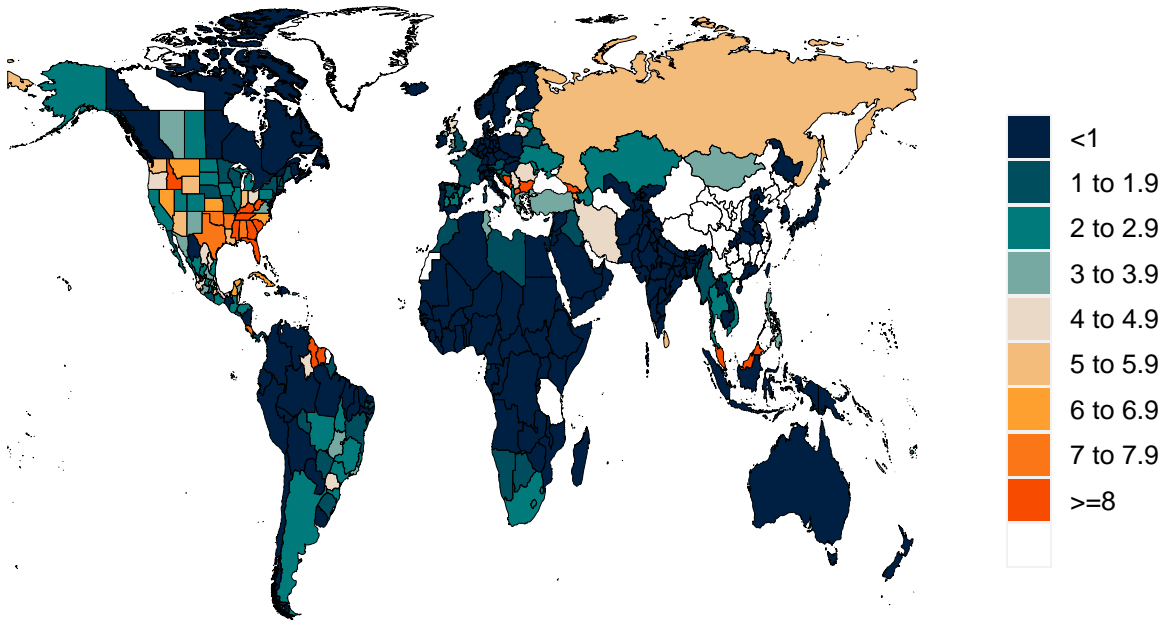 <1
1 to 1.9
2 to 2.9
3 to 3.9
4 to 4.9
5 to 5.9
6 to 6.9
7 to 7.9
>=8